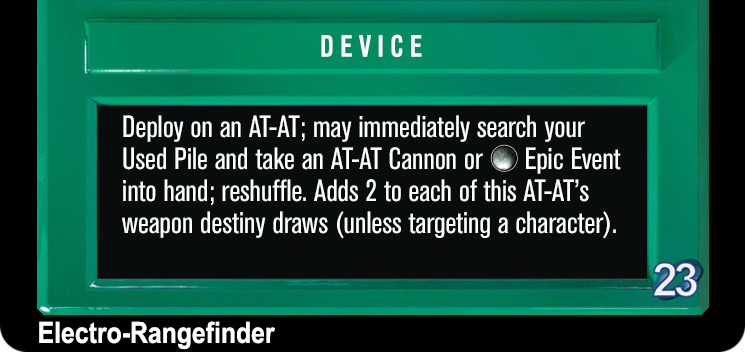 DEVICE
Deploy on an AT-AT; may immediately search your
Used Pile and take an AT-AT Cannon or Epic Event
into hand; reshuffle. Adds 2 to each of this AT-AT's
weapon destiny draws (unless targeting a character).
23
Electro-Rangefinder